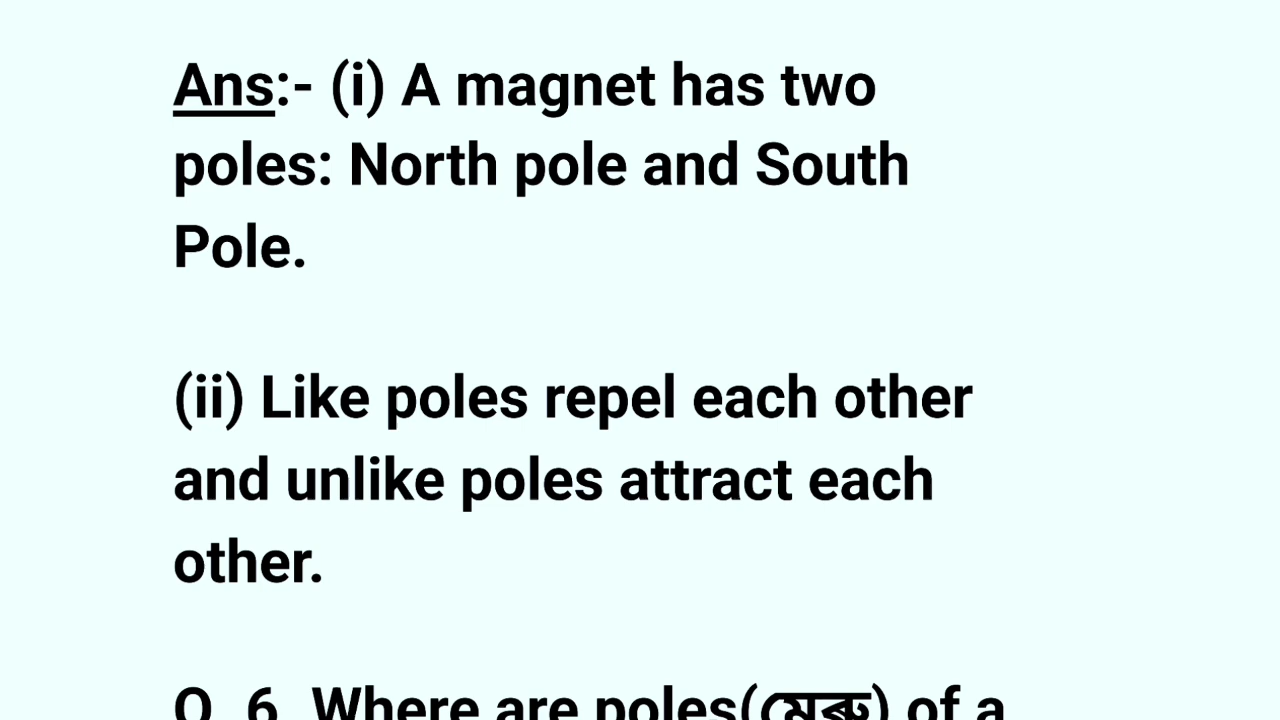 Ans:- (i) A magnet has two
poles: North pole and South
Pole.
(ii) Like poles repel each other
and unlike poles attract each
other.
Q. 6. Where are poles(মেৰু) of a